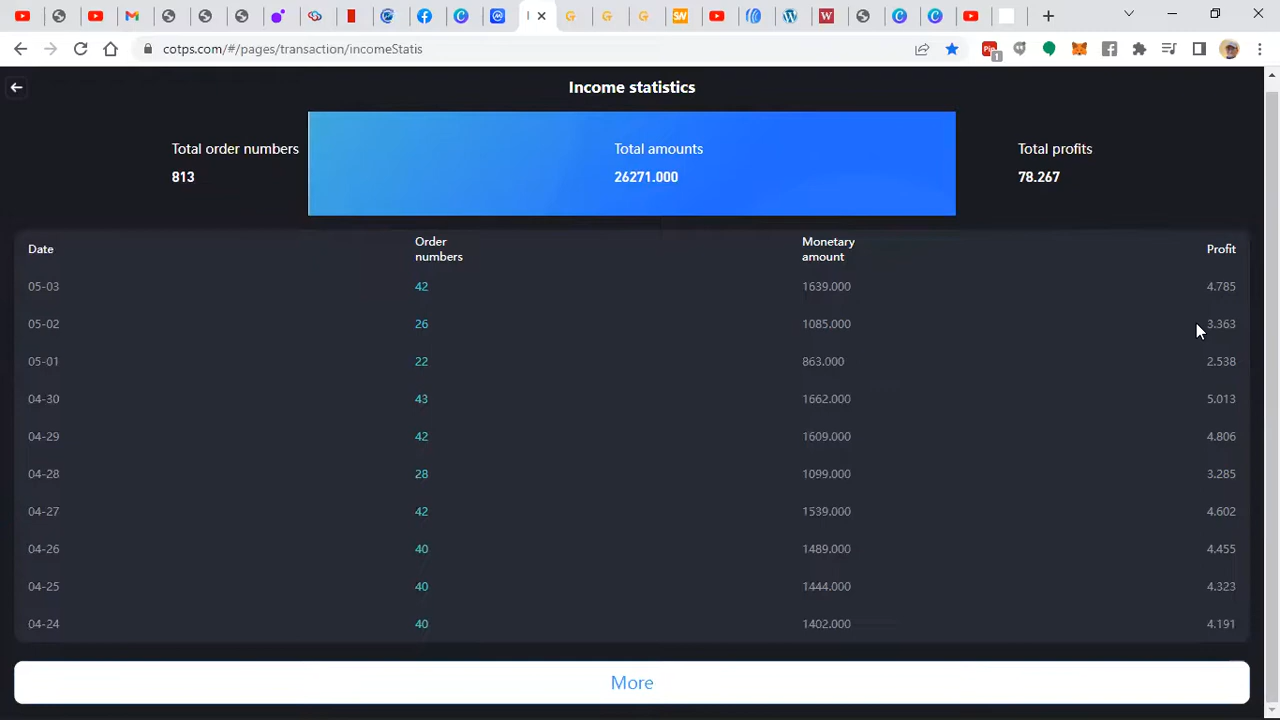 cotps.com/#/pages/transaction/incomeStatis
Income statistics
Total order numbers
813
Total amounts
26271.000
Total profits
78.267
Date Order numbers Monetary amount Profit
05-03 42 1639.000 4.785
05-02 26 1085.000 3.363
05-01 22 863.000 2.538
04-30 43 1662.000 5.013
04-29 42 1609.000 4.806
04-28 28 1099.000 3.285
04-27 42 1539.000 4.602
04-26 40 1489.000 4.455
04-25 40 1444.000 4.323
04-24 40 1402.000 4.191
More